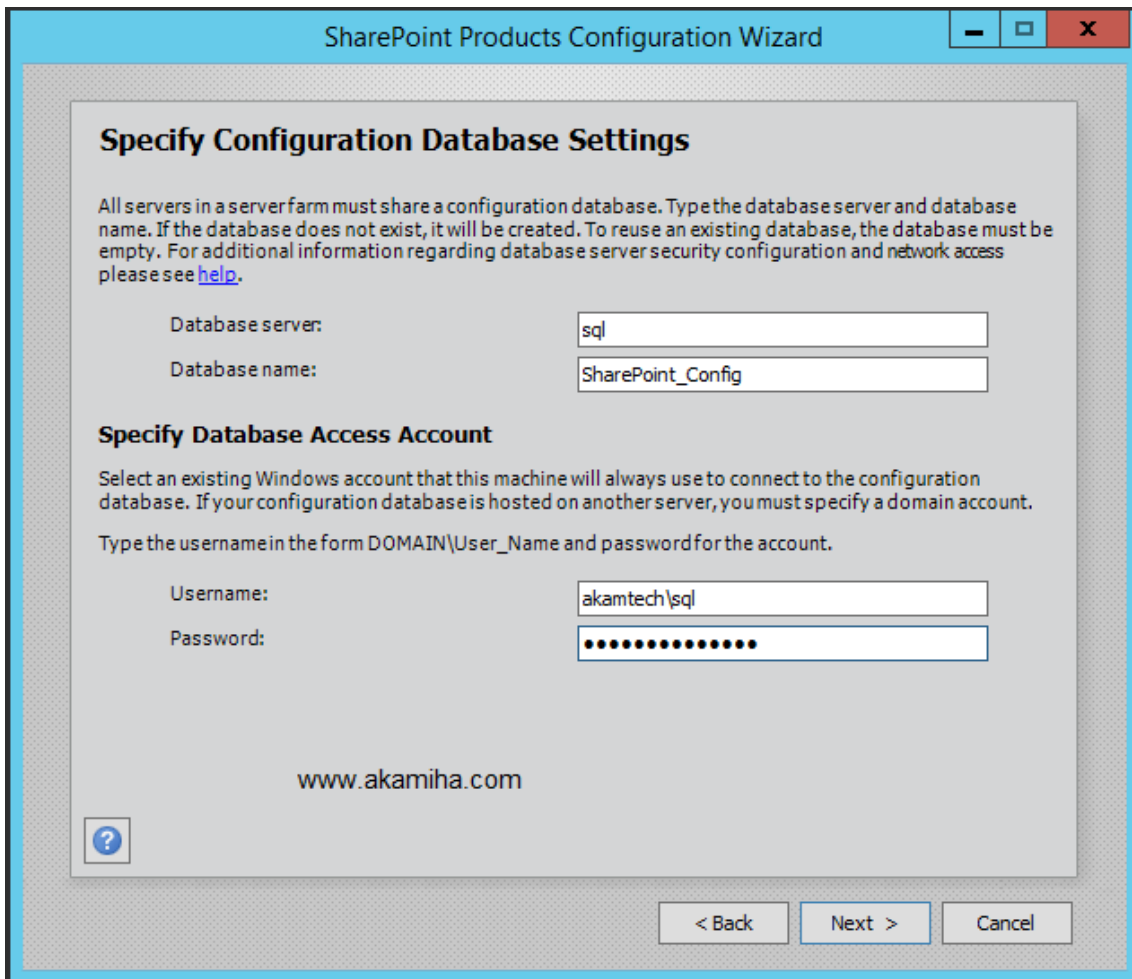 SharePoint Products Configuration Wizard
Specify Configuration Database Settings
All servers in a server farm must share a configuration database. Type the database server and database
name. If the database does not exist, it will be created. To reuse an existing database, the database must be
empty. For additional information regarding database server security configuration and network access
please see help.
Database server: sql
Database name: SharePoint_Config
Specify Database Access Account
Select an existing Windows account that this machine will always use to connect to the configuration
database. If your configuration database is hosted on another server, you must specify a domain account.
Type the username in the form DOMAIN\User_Name and password for the account.
Username: akamtech\sql
Password: ••••••••••••••
www.akamiha.com
?
< Back Next > Cancel